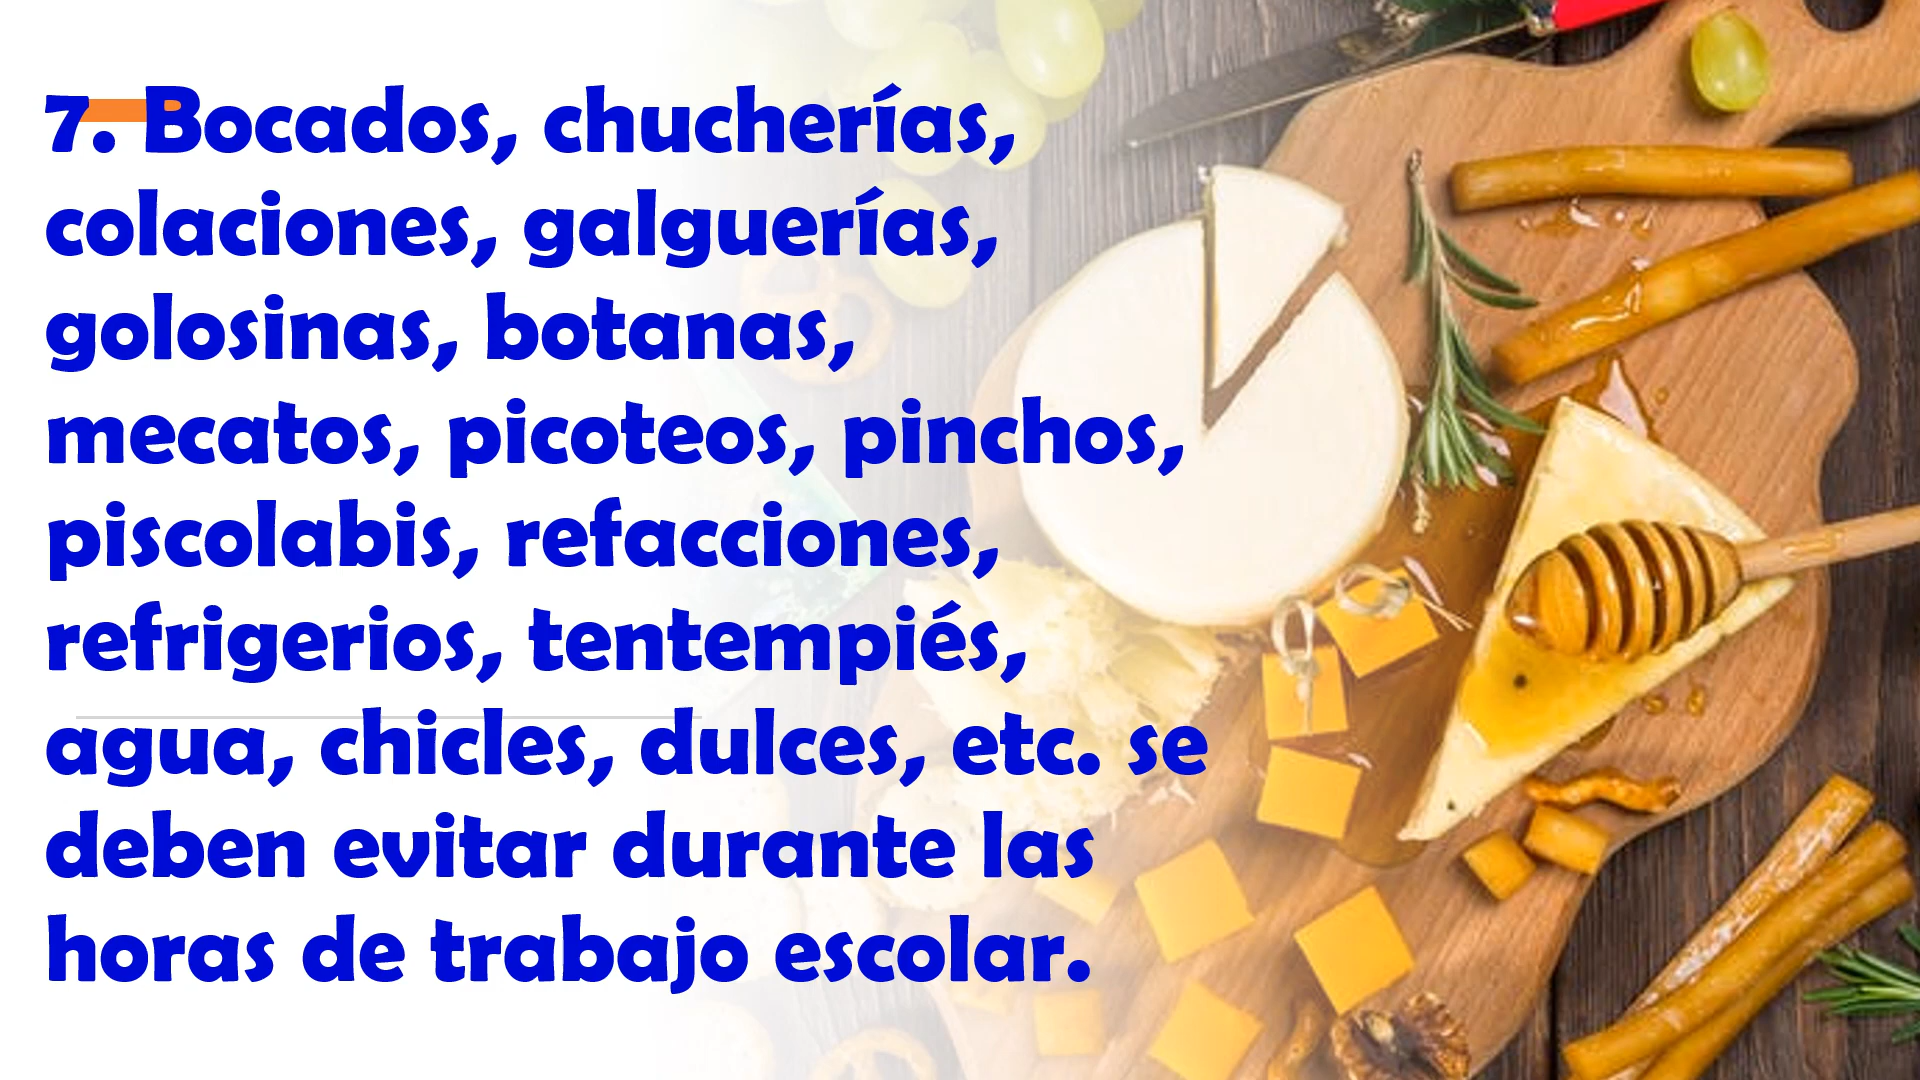 7. Bocados, chucherías,
colaciones, galguerías,
golosinas, botanas,
mecatos, picoteos, pinchos,
piscolabis, refacciones,
refrigerios, tentempiés,
agua, chicles, dulces, etc. se
deben evitar durante las
horas de trabajo escolar.